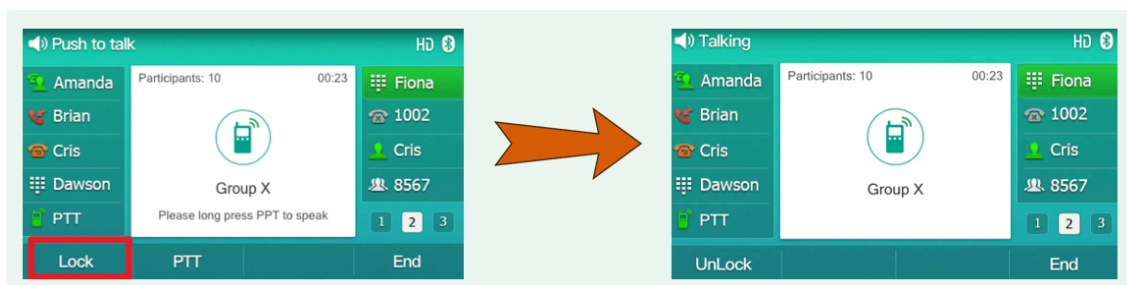 Push to talk HD
Amanda
Brian
Cris
Dawson
PTT
Participants: 10 00:23
Group X
Please long press PPT to speak
Fiona
1002
Cris
8567
1 2 3
Lock PTT End
Talking HD
Amanda
Brian
Cris
Dawson
PTT
Participants: 10 00:23
Group X
Fiona
1002
Cris
8567
1 2 3
UnLock End